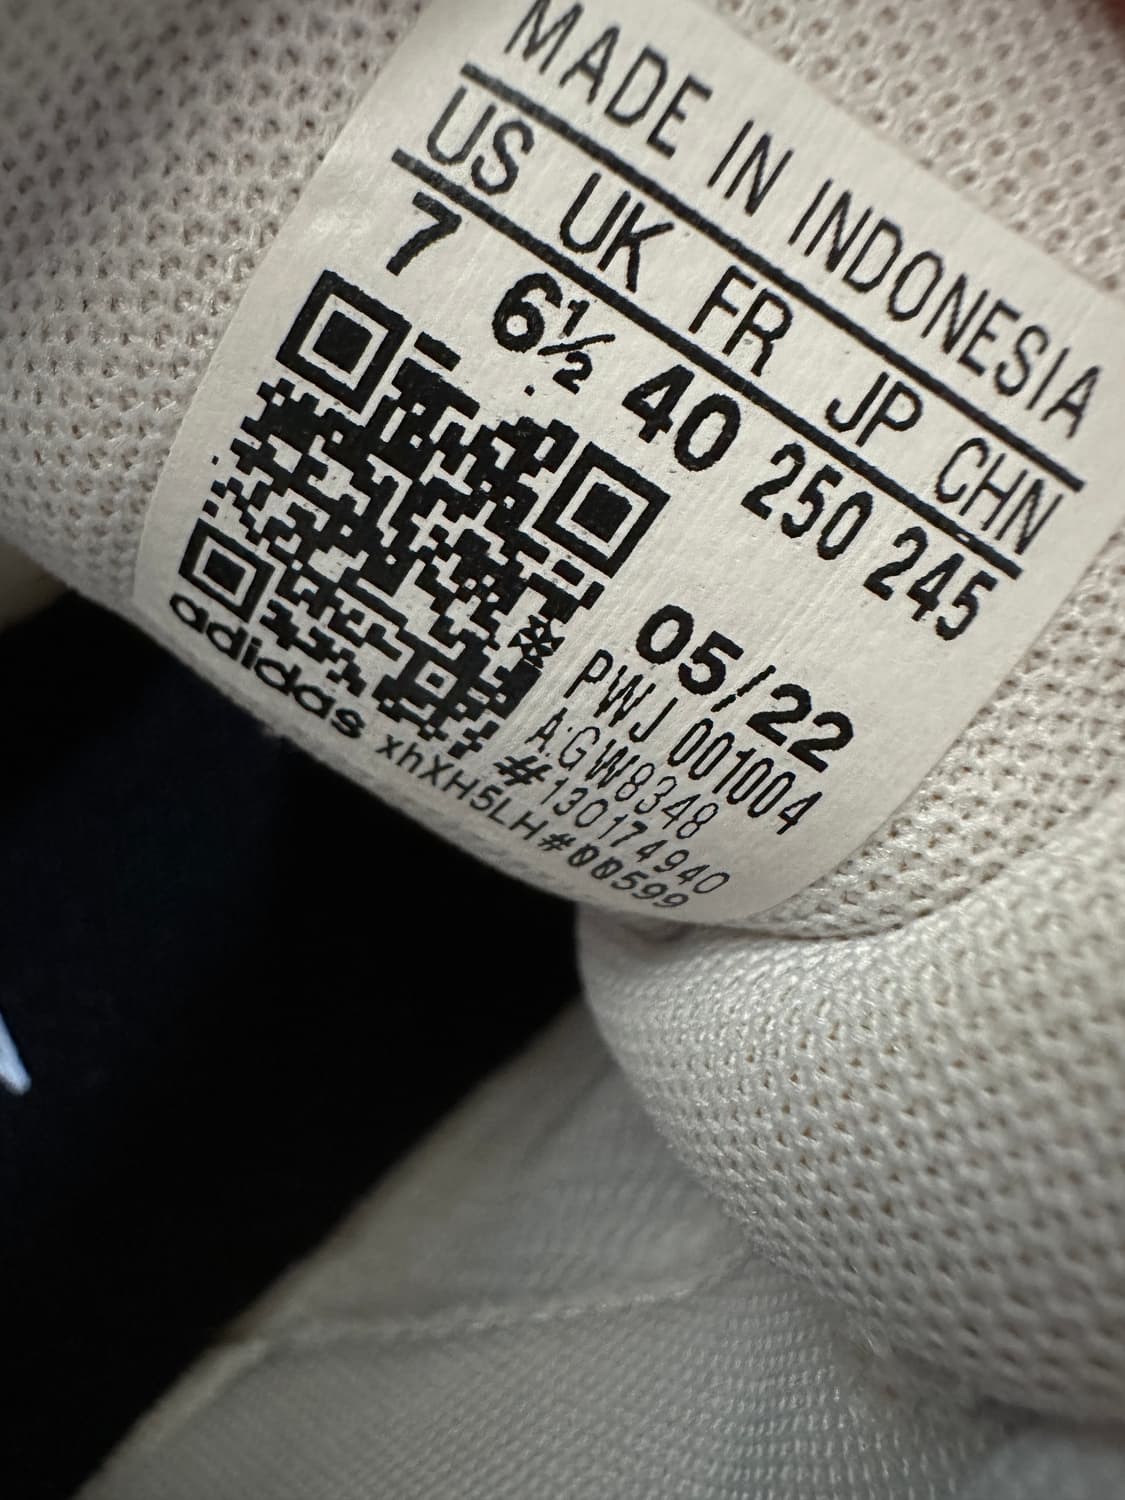 MADE IN INDONESIA
US UK FR JP CHN
7 6½ 40 250 245
05/22
PWJ 001004
A:GW8348
#130174940
adidas xhXH5LH#00599